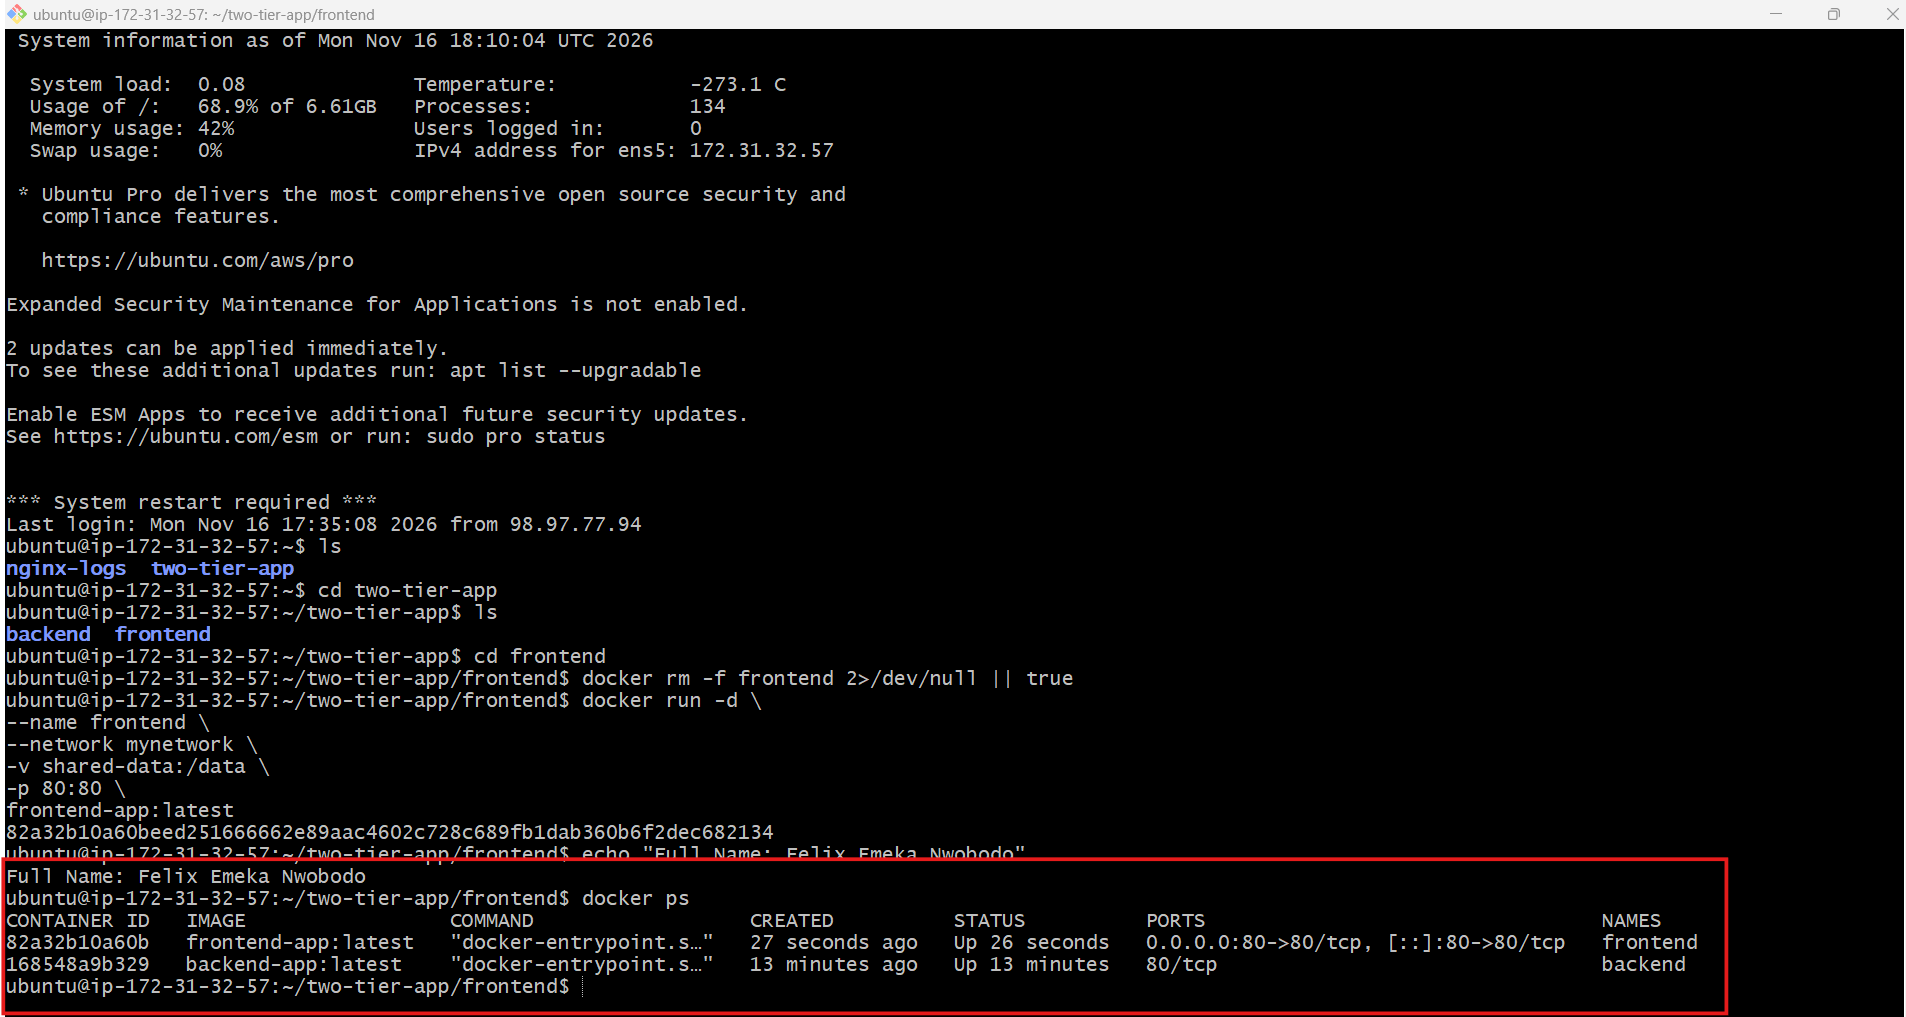 ubuntu@ip-172-31-32-57: ~/two-tier-app/frontend
System information as of Mon Nov 16 18:10:04 UTC 2026
System load:  0.08              Temperature:           -273.1 C
Usage of /:   68.9% of 6.61GB   Processes:             134
Memory usage: 42%               Users logged in:       0
Swap usage:   0%                IPv4 address for ens5: 172.31.32.57
* Ubuntu Pro delivers the most comprehensive open source security and
compliance features.
https://ubuntu.com/aws/pro
Expanded Security Maintenance for Applications is not enabled.
2 updates can be applied immediately.
To see these additional updates run: apt list --upgradable
Enable ESM Apps to receive additional future security updates.
See https://ubuntu.com/esm or run: sudo pro status
*** System restart required ***
Last login: Mon Nov 16 17:35:08 2026 from 98.97.77.94
ubuntu@ip-172-31-32-57:~$ ls
nginx-logs  two-tier-app
ubuntu@ip-172-31-32-57:~$ cd two-tier-app
ubuntu@ip-172-31-32-57:~/two-tier-app$ ls
backend  frontend
ubuntu@ip-172-31-32-57:~/two-tier-app$ cd frontend
ubuntu@ip-172-31-32-57:~/two-tier-app/frontend$ docker rm -f frontend 2>/dev/null || true
ubuntu@ip-172-31-32-57:~/two-tier-app/frontend$ docker run -d \
--name frontend \
--network mynetwork \
-v shared-data:/data \
-p 80:80 \
frontend-app:latest
82a32b10a60beed251666662e89aac4602c728c689fb1dab360b6f2dec682134
ubuntu@ip-172-31-32-57:~/two-tier-app/frontend$ echo "Full Name: Felix Emeka Nwobodo"
Full Name: Felix Emeka Nwobodo
ubuntu@ip-172-31-32-57:~/two-tier-app/frontend$ docker ps
CONTAINER ID   IMAGE                 COMMAND                  CREATED          STATUS          PORTS                                 NAMES
82a32b10a60b   frontend-app:latest   "docker-entrypoint.s…"   27 seconds ago   Up 26 seconds   0.0.0.0:80->80/tcp, [::]:80->80/tcp   frontend
168548a9b329   backend-app:latest    "docker-entrypoint.s…"   13 minutes ago   Up 13 minutes   80/tcp                                backend
ubuntu@ip-172-31-32-57:~/two-tier-app/frontend$